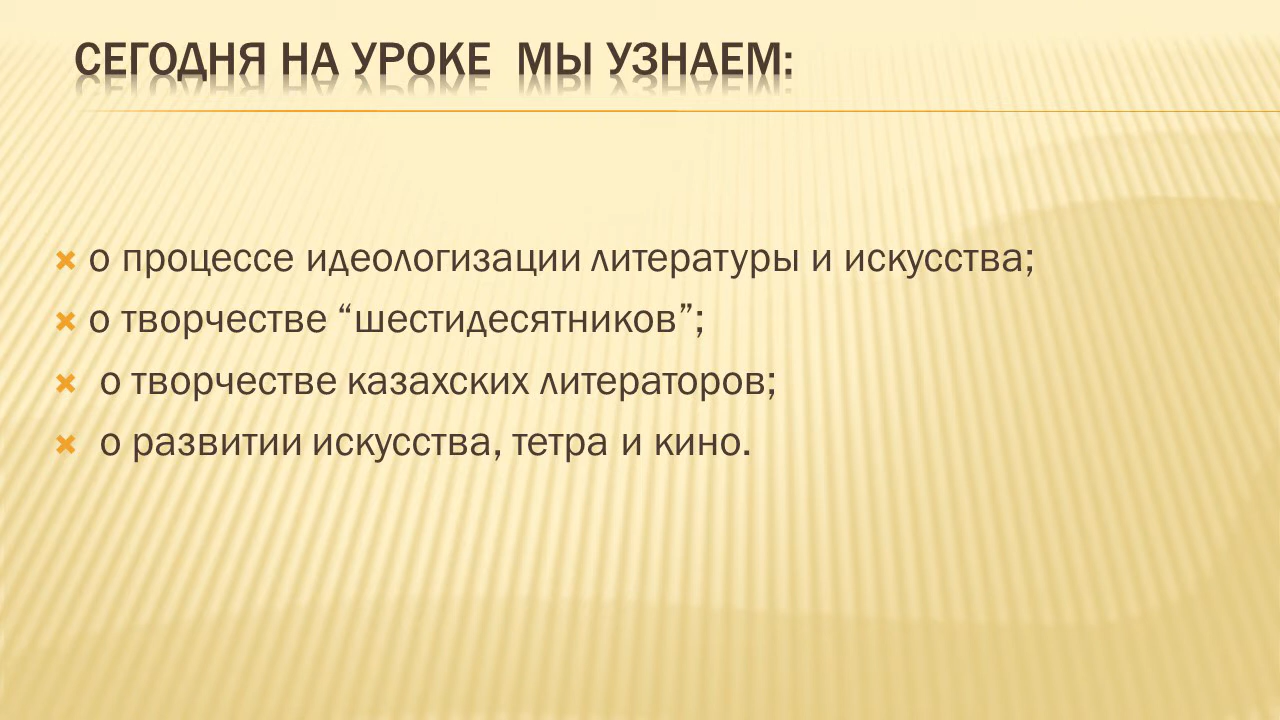 СЕГОДНЯ НА УРОКЕ МЫ УЗНАЕМ:
о процессе идеологизации литературы и искусства;
о творчестве “шестидесятников”;
о творчестве казахских литераторов;
о развитии искусства, тетра и кино.